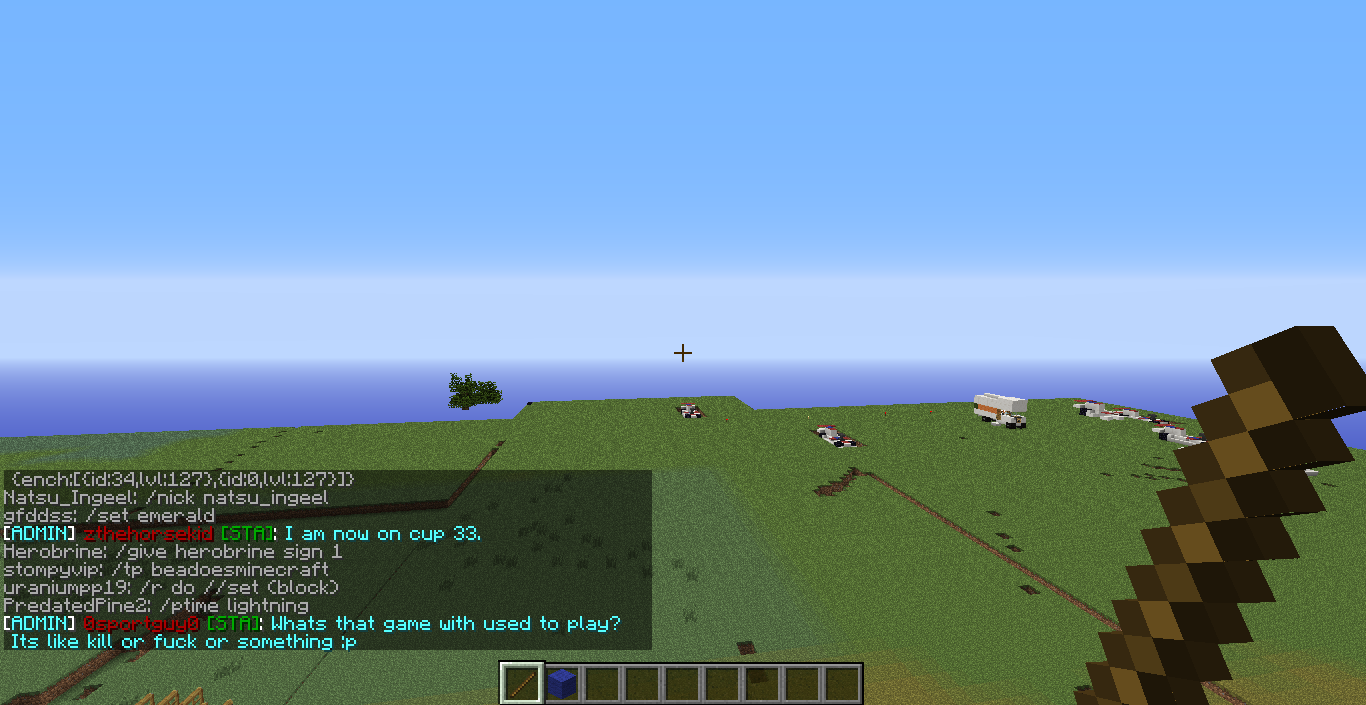 {ench:[{id:34,lvl:127},{id:0,lvl:127}]}
Natsu_Ingeel: /nick natsu_ingeel
gfddss: /set emerald
[ADMIN] zthehorsekid [STA]: I am now on cup 33.
Herobrine: /give herobrine sign 1
stompyvip: /tp beadoesminecraft
uraniumpp19: /r do //set (block)
PredatedPine2: /ptime lightning
[ADMIN] 0sportguy0 [STA]: Whats that game with used to play?
Its like kill or fuck or something ;p